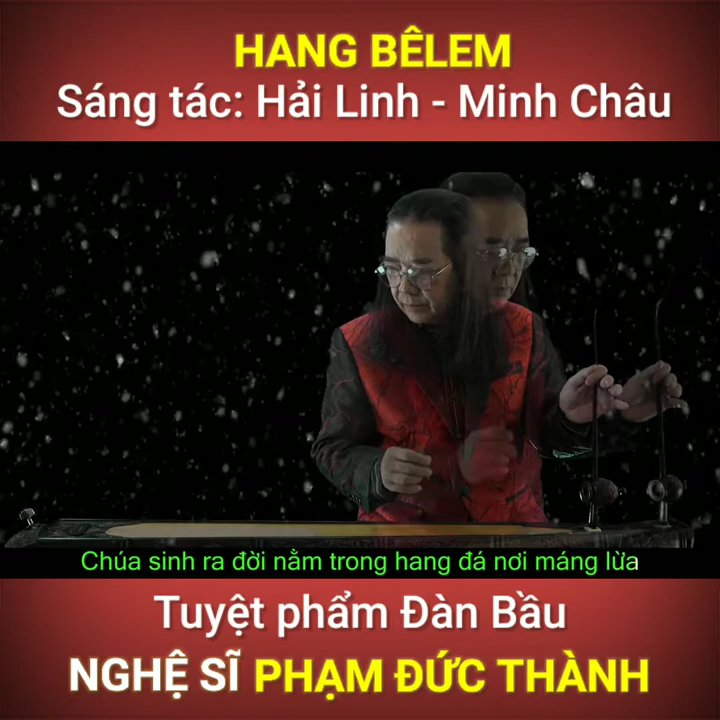 HANG BÊLEM
Sáng tác: Hải Linh - Minh Châu
Chúa sinh ra đời nằm trong hang đá nơi máng lừa
Tuyệt phẩm Đàn Bầu
NGHỆ SĨ PHẠM ĐỨC THÀNH